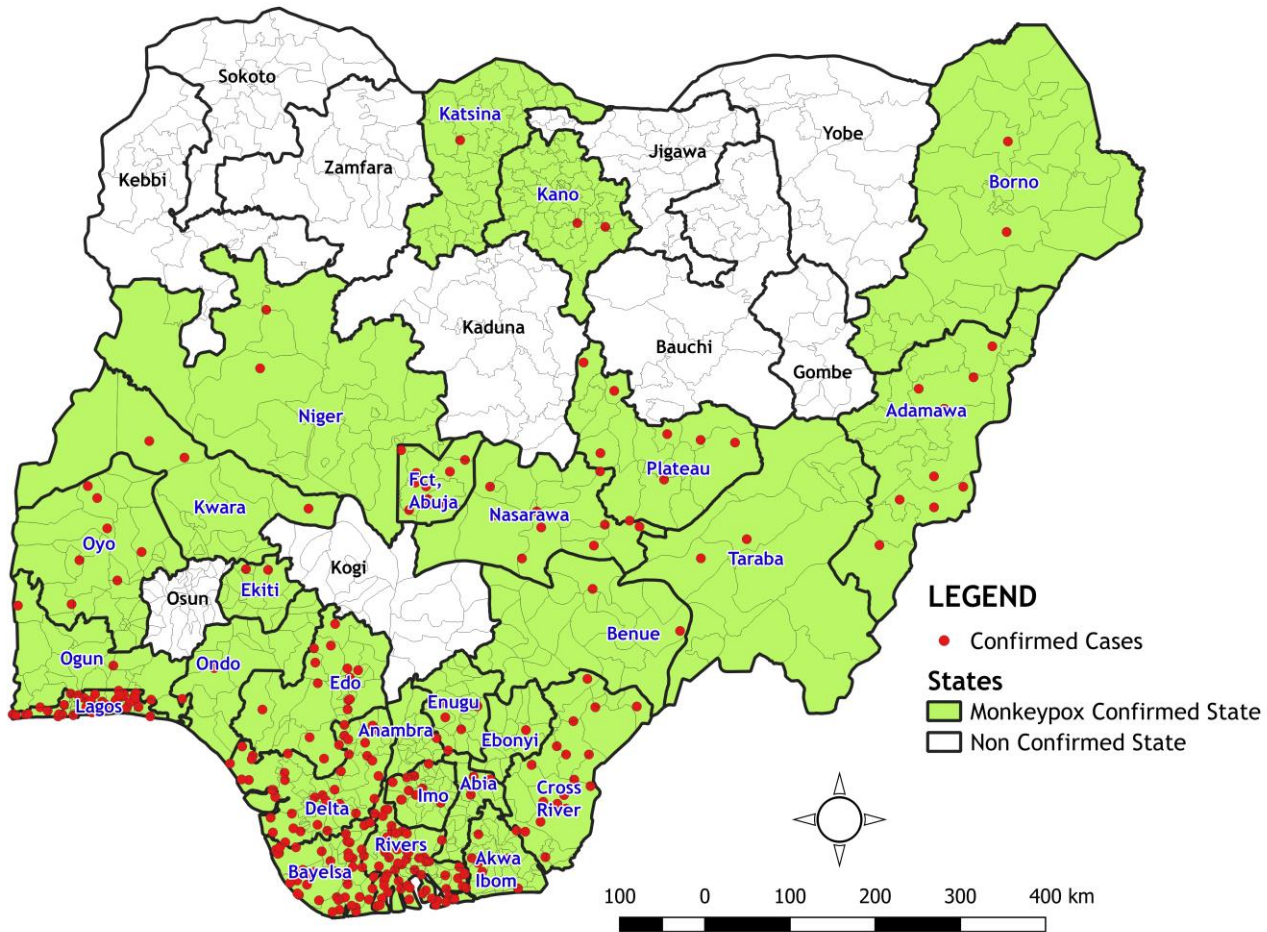 Sokoto
Katsina
Yobe
Zamfara
Jigawa
Kebbi
Borno
Kano
Kaduna
Bauchi
Gombe
Niger
Adamawa
Plateau
Fct,
Abuja
Kwara
Nasarawa
Oyo
Taraba
Kogi
Ekiti
Osun
Benue
Ogun
Ondo
Edo
Lagos
Enugu
Anambra
Ebonyi
Abia
Imo
Cross
River
Delta
Rivers
Bayelsa
Akwa
Ibom
LEGEND
Confirmed Cases
States
Monkeypox Confirmed State
Non Confirmed State
100 0 100 200 300 400 km